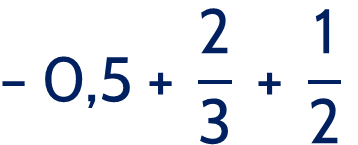 - 0,5 + 2/3 + 1/2